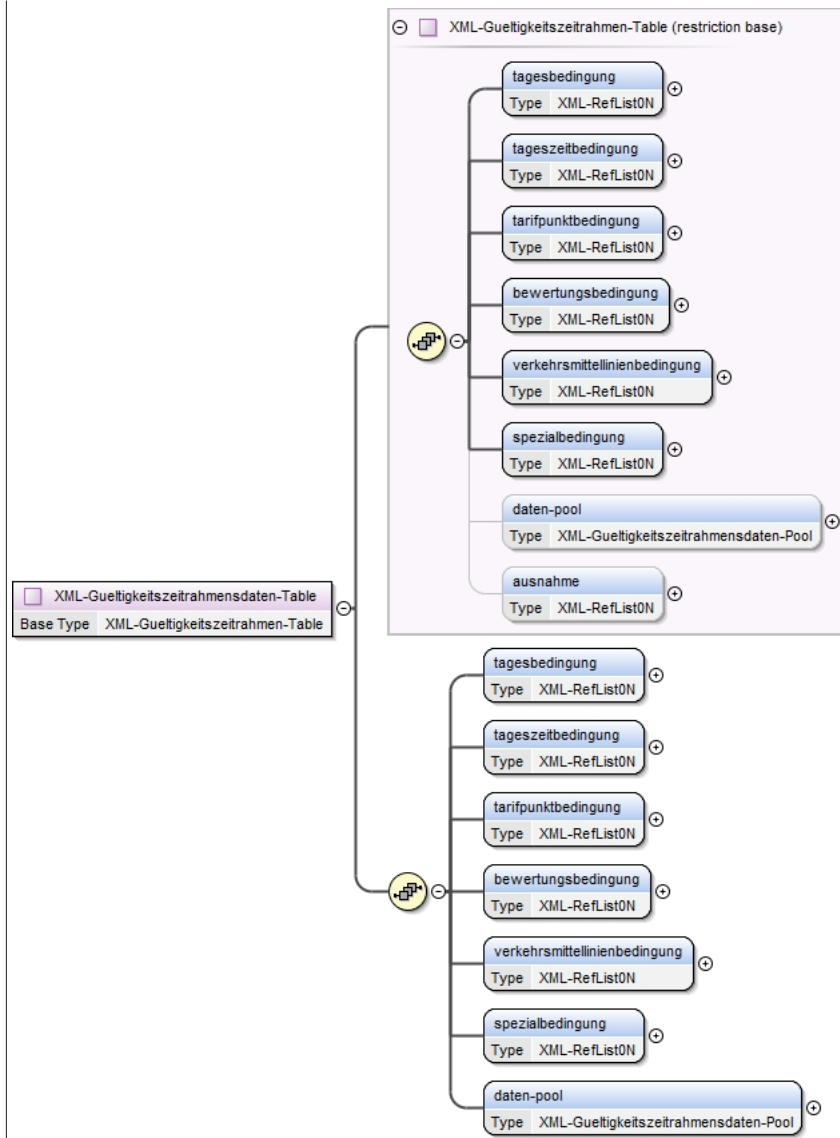 XML-Gueltigkeitszeitrahmen-Table (restriction base)
tagesbedingung
Type XML-RefList0N
tageszeitbedingung
Type XML-RefList0N
tarifpunktbedingung
Type XML-RefList0N
bewertungsbedingung
Type XML-RefList0N
verkehrsmittellinienbedingung
Type XML-RefList0N
spezialbedingung
Type XML-RefList0N
daten-pool
Type XML-Gueltigkeitszeitrahmensdaten-Pool
ausnahme
Type XML-RefList0N
XML-Gueltigkeitszeitrahmensdaten-Table
Base Type XML-Gueltigkeitszeitrahmen-Table
tagesbedingung
Type XML-RefList0N
tageszeitbedingung
Type XML-RefList0N
tarifpunktbedingung
Type XML-RefList0N
bewertungsbedingung
Type XML-RefList0N
verkehrsmittellinienbedingung
Type XML-RefList0N
spezialbedingung
Type XML-RefList0N
daten-pool
Type XML-Gueltigkeitszeitrahmensdaten-Pool